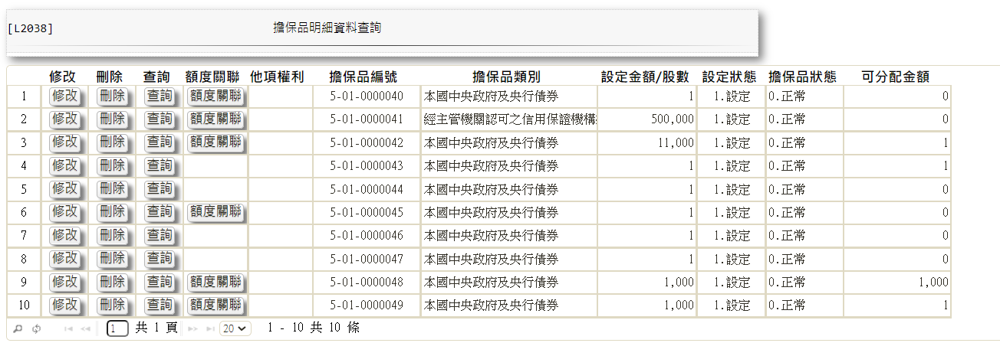 [L2038] 擔保品明細資料查詢
修改 刪除 查詢 額度關聯 他項權利 擔保品編號 擔保品類別 設定金額/股數 設定狀態 擔保品狀態 可分配金額
1 修改 刪除 查詢 額度關聯 5-01-0000040 本國中央政府及央行債券 1 1.設定 0.正常 0
2 修改 刪除 查詢 額度關聯 5-01-0000041 經主管機關認可之信用保證機構 500,000 1.設定 0.正常 0
3 修改 刪除 查詢 額度關聯 5-01-0000042 本國中央政府及央行債券 11,000 1.設定 0.正常 1
4 修改 刪除 查詢 5-01-0000043 本國中央政府及央行債券 1 1.設定 0.正常 1
5 修改 刪除 查詢 5-01-0000044 本國中央政府及央行債券 1 1.設定 0.正常 0
6 修改 刪除 查詢 額度關聯 5-01-0000045 本國中央政府及央行債券 1 1.設定 0.正常 0
7 修改 刪除 查詢 5-01-0000046 本國中央政府及央行債券 1 1.設定 0.正常 0
8 修改 刪除 查詢 5-01-0000047 本國中央政府及央行債券 1 1.設定 0.正常 0
9 修改 刪除 查詢 額度關聯 5-01-0000048 本國中央政府及央行債券 1,000 1.設定 0.正常 1,000
10 修改 刪除 查詢 額度關聯 5-01-0000049 本國中央政府及央行債券 1,000 1.設定 0.正常 1
1 共 1 頁 20 1 - 10 共 10 條